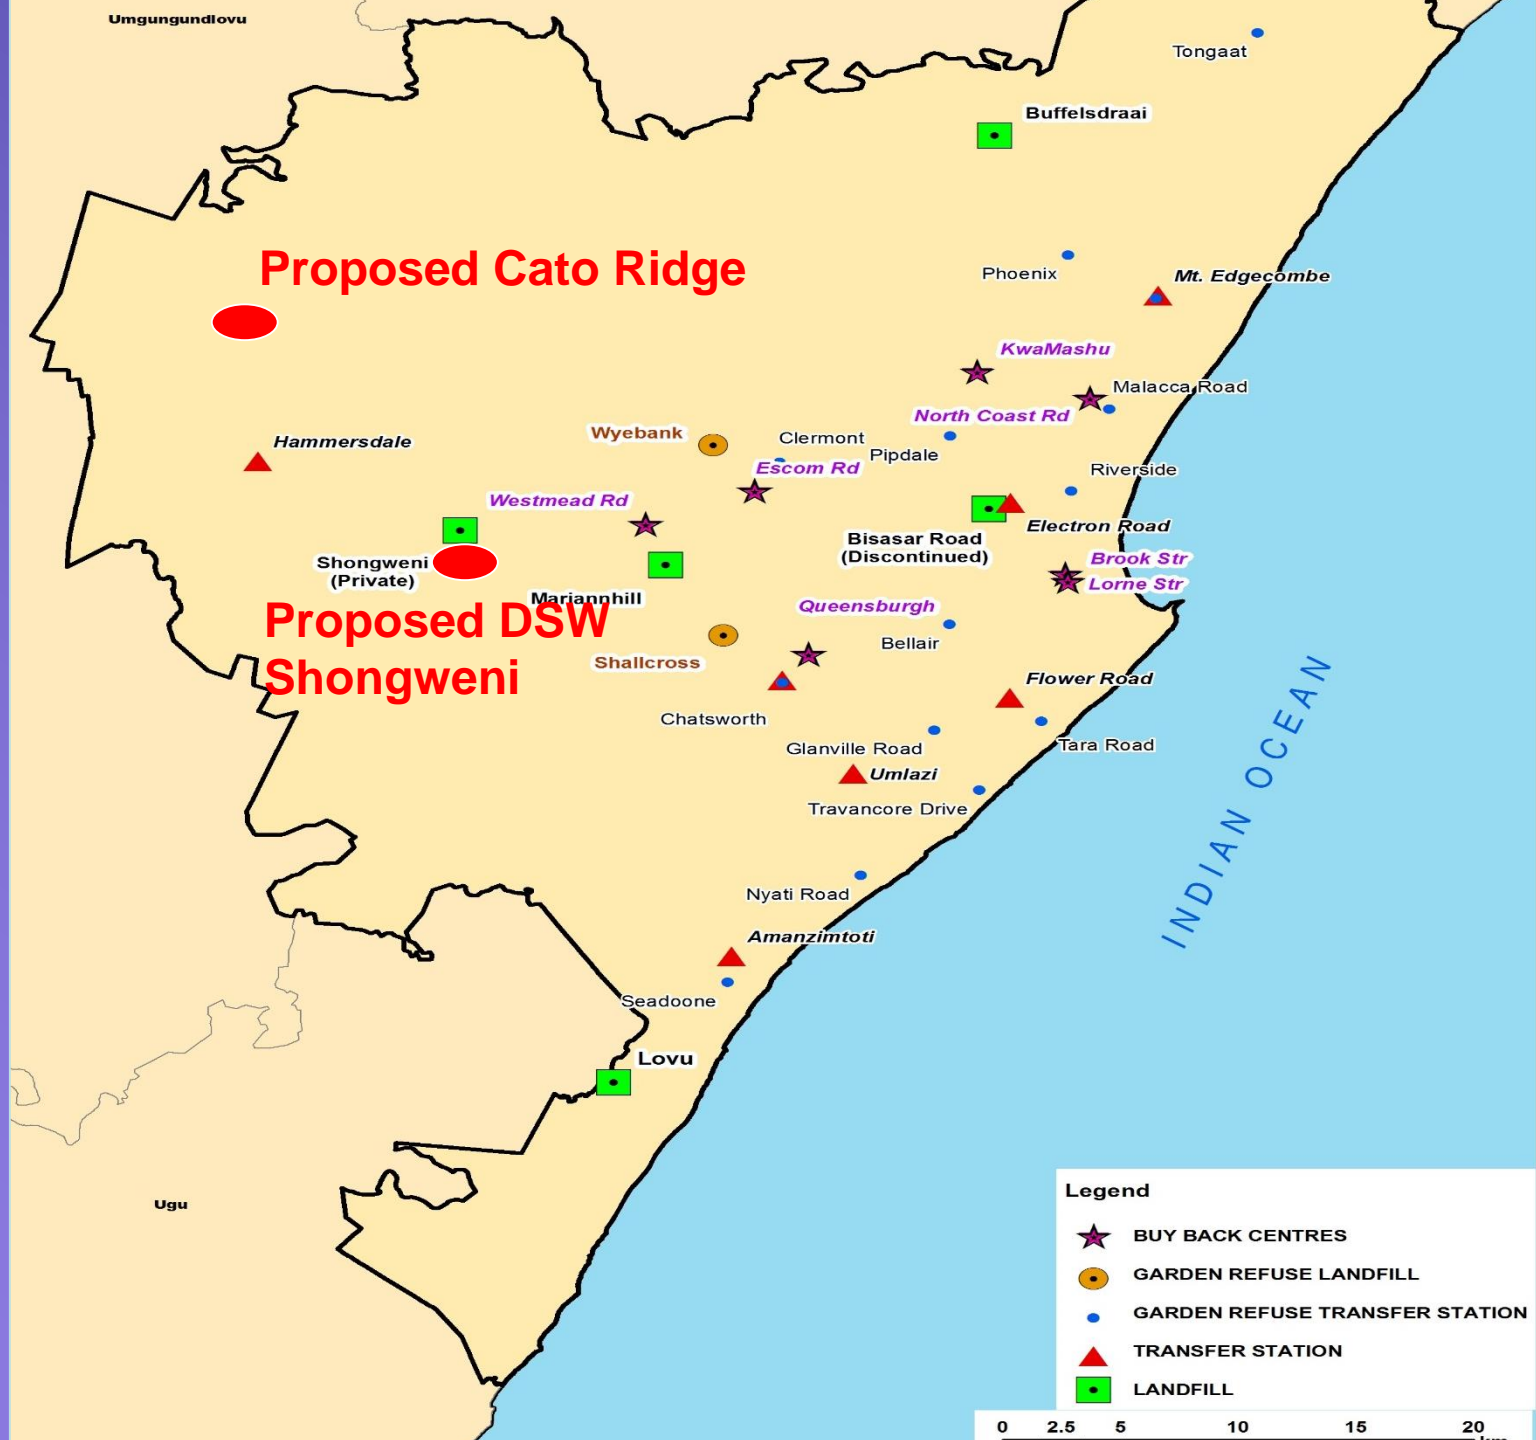 Umgungundlovu
Tongaat
Buffelsdraai
Proposed Cato Ridge
Phoenix
Mt. Edgecombe
KwaMashu
Malacca Road
North Coast Rd
Wyebank
Clermont
Pipdale
Hammersdale
Escom Rd
Riverside
Westmead Rd
Electron Road
Bisasar Road
(Discontinued)
Shongweni
(Private)
Brook Str
Lorne Str
Mariannhill
Queensburgh
Proposed DSW
Shongweni
Bellair
Shallcross
Flower Road
Chatsworth
Glanville Road
Tara Road
Umlazi
Travancore Drive
INDIAN OCEAN
Nyati Road
Amanzimtoti
Seadoone
Lovu
Ugu
Legend
BUY BACK CENTRES
GARDEN REFUSE LANDFILL
GARDEN REFUSE TRANSFER STATION
TRANSFER STATION
LANDFILL
0 2.5 5 10 15 20
km